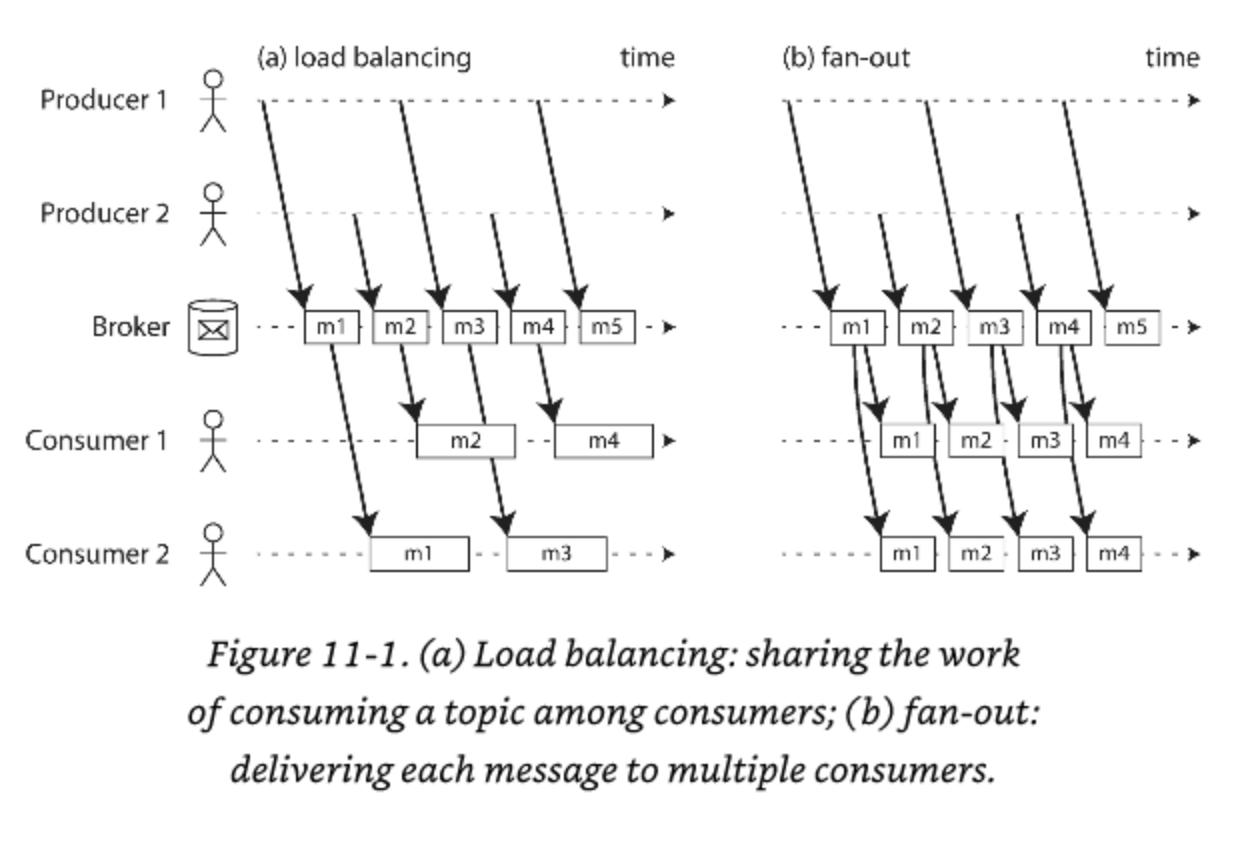 (a) load balancing time (b) fan-out time
Producer 1
Producer 2
Broker m1 m2 m3 m4 m5 m1 m2 m3 m4 m5
Consumer 1 m2 m4 m1 m2 m3 m4
Consumer 2 m1 m3 m1 m2 m3 m4
Figure 11-1. (a) Load balancing: sharing the work
of consuming a topic among consumers; (b) fan-out:
delivering each message to multiple consumers.